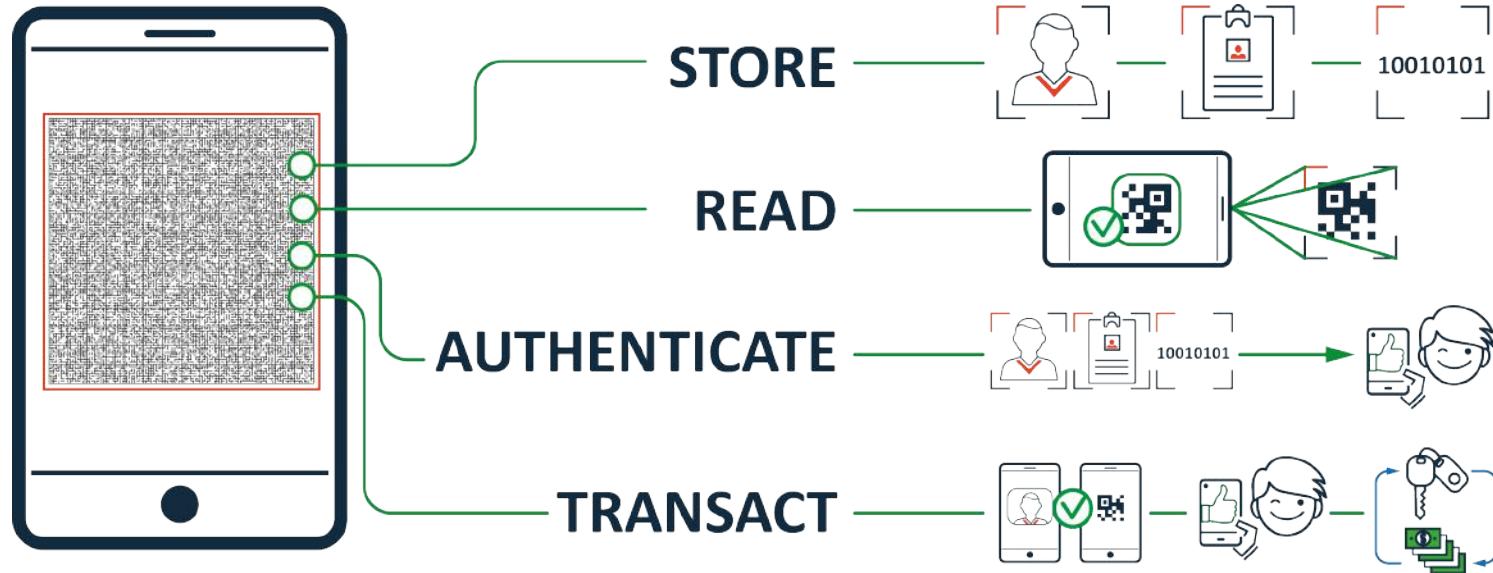 STORE
10010101
READ
AUTHENTICATE
10010101
TRANSACT
$